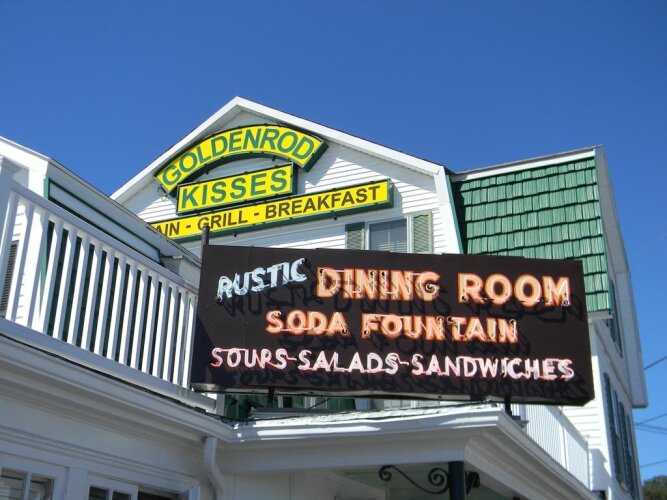 GOLDENROD
KISSES
AIN - GRILL - BREAKFAST
RUSTIC DINING ROOM
SODA FOUNTAIN
SOURS-SALADS-SANDWICHES